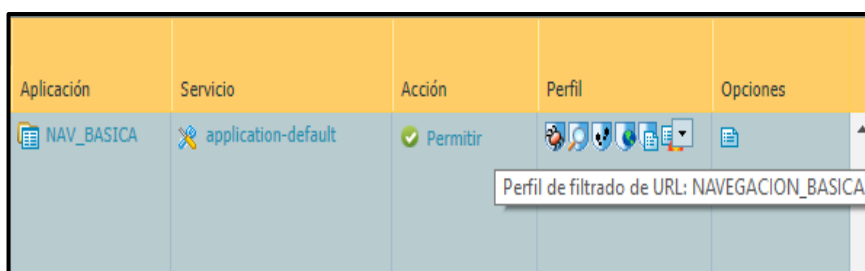 Aplicación Servicio Acción Perfil Opciones
NAV_BASICA application-default Permitir
Perfil de filtrado de URL: NAVEGACION_BASICA